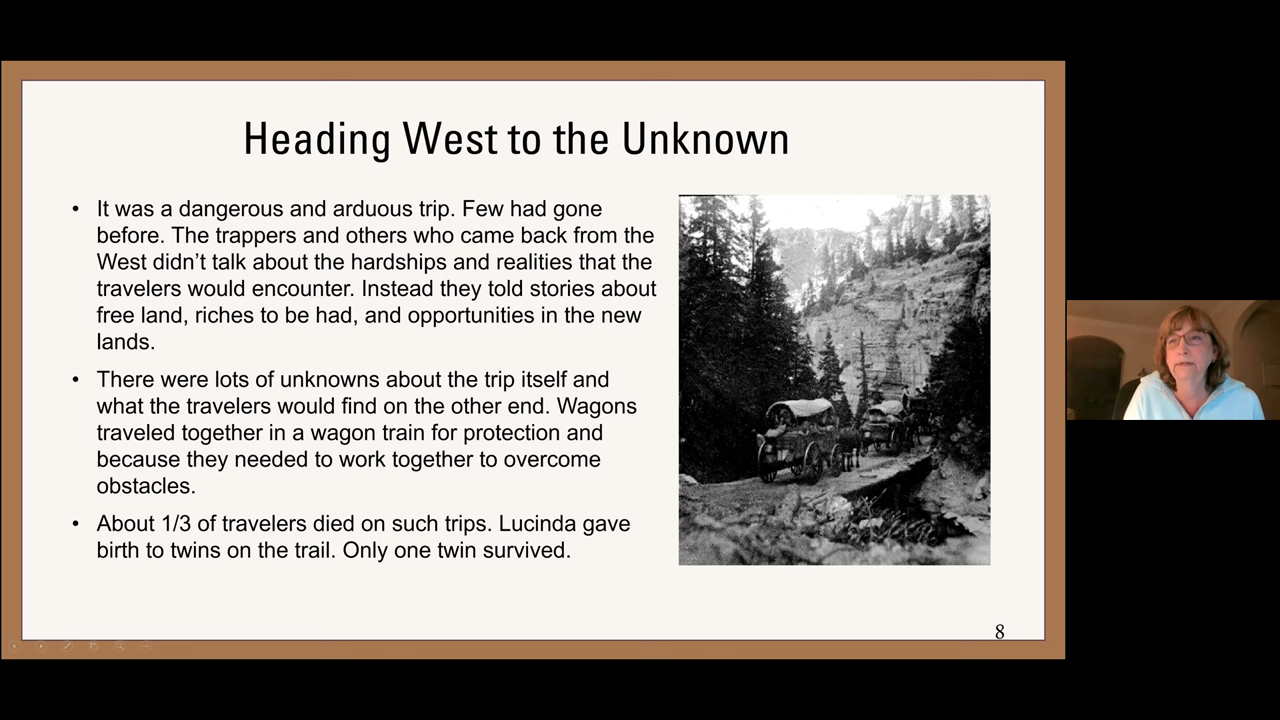 Heading West to the Unknown
• It was a dangerous and arduous trip. Few had gone
before. The trappers and others who came back from the
West didn’t talk about the hardships and realities that the
travelers would encounter. Instead they told stories about
free land, riches to be had, and opportunities in the new
lands.
• There were lots of unknowns about the trip itself and
what the travelers would find on the other end. Wagons
traveled together in a wagon train for protection and
because they needed to work together to overcome
obstacles.
• About 1/3 of travelers died on such trips. Lucinda gave
birth to twins on the trail. Only one twin survived.
8